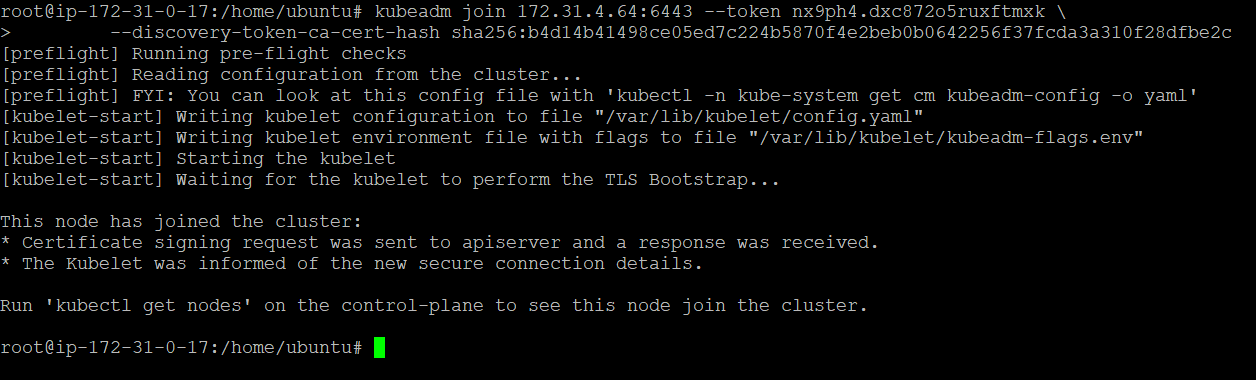 root@ip-172-31-0-17:/home/ubuntu# kubeadm join 172.31.4.64:6443 --token nx9ph4.dxc872o5ruxftmxk \
>         --discovery-token-ca-cert-hash sha256:b4d14b41498ce05ed7c224b5870f4e2beb0b0642256f37fcda3a310f28dfbe2c
[preflight] Running pre-flight checks
[preflight] Reading configuration from the cluster...
[preflight] FYI: You can look at this config file with 'kubectl -n kube-system get cm kubeadm-config -o yaml'
[kubelet-start] Writing kubelet configuration to file "/var/lib/kubelet/config.yaml"
[kubelet-start] Writing kubelet environment file with flags to file "/var/lib/kubelet/kubeadm-flags.env"
[kubelet-start] Starting the kubelet
[kubelet-start] Waiting for the kubelet to perform the TLS Bootstrap...
This node has joined the cluster:
* Certificate signing request was sent to apiserver and a response was received.
* The Kubelet was informed of the new secure connection details.
Run 'kubectl get nodes' on the control-plane to see this node join the cluster.
root@ip-172-31-0-17:/home/ubuntu#